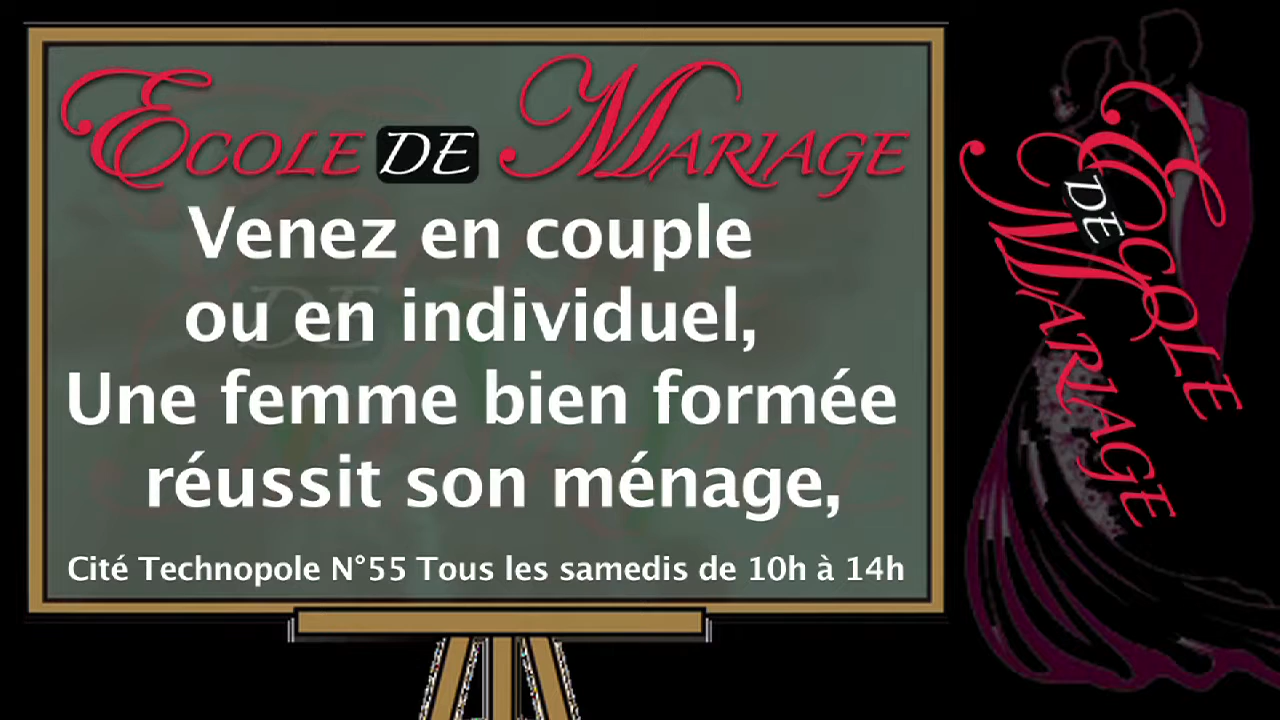 ECOLE DE MARIAGE
Venez en couple
ou en individuel,
Une femme bien formée
réussit son ménage,
Cité Technopole N°55 Tous les samedis de 10h à 14h
ECOLE
DE
MARIAGE